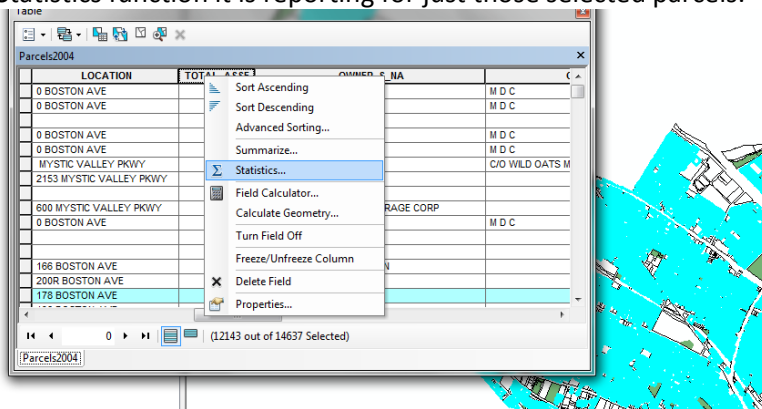 Statistics function it is reporting for just those selected parcels.
Table
Parcels2004
LOCATION TOTAL_ASSE OWNER_S_NA
0 BOSTON AVE M D C
0 BOSTON AVE M D C
0 BOSTON AVE M D C
0 BOSTON AVE M D C
MYSTIC VALLEY PKWY C/O WILD OATS M
2153 MYSTIC VALLEY PKWY
600 MYSTIC VALLEY PKWY RAGE CORP
0 BOSTON AVE M D C
166 BOSTON AVE N
200R BOSTON AVE
178 BOSTON AVE
Sort Ascending
Sort Descending
Advanced Sorting...
Summarize...
Statistics...
Field Calculator...
Calculate Geometry...
Turn Field Off
Freeze/Unfreeze Column
Delete Field
Properties...
0 (12143 out of 14637 Selected)
Parcels2004